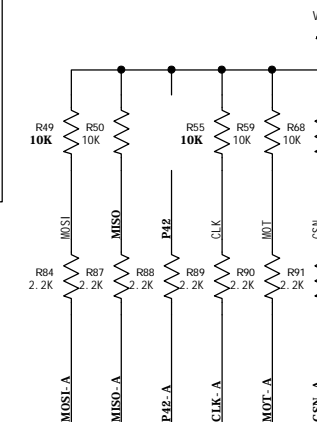 V
R49
10K
R50
10K
R55
10K
R59
10K
R68
10K
MOSI
MISO
P42
CLK
MOT
CSN
R84
2.2K
R87
2.2K
R88
2.2K
R89
2.2K
R90
2.2K
R91
2.2K
MOSI-A
MISO-A
P42-A
CLK-A
MOT-A
CSN-A